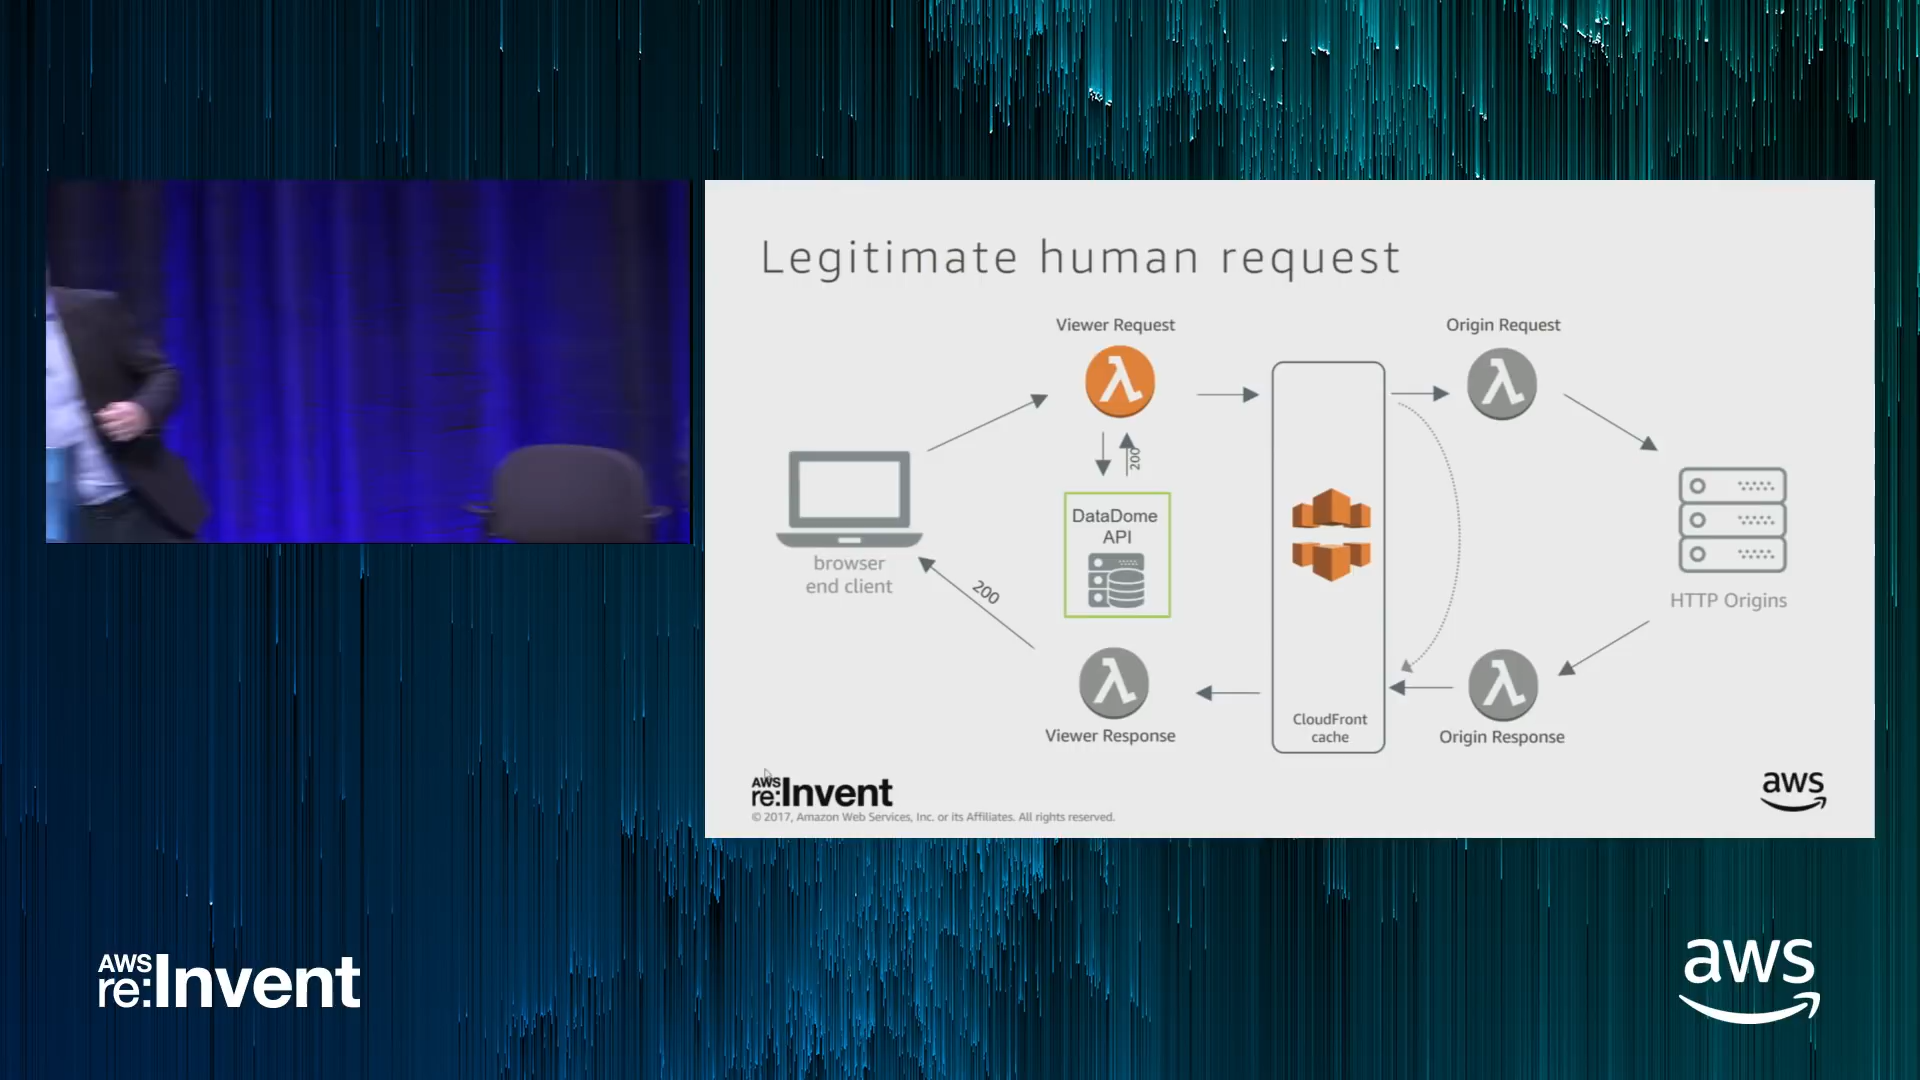 Legitimate human request
Viewer Request
Origin Request
200
DataDome
API
browser
end client
200
HTTP Origins
CloudFront
cache
Viewer Response
Origin Response
AWS
re:Invent
aws
© 2017, Amazon Web Services, Inc. or its Affiliates. All rights reserved.
AWS
re:Invent
aws